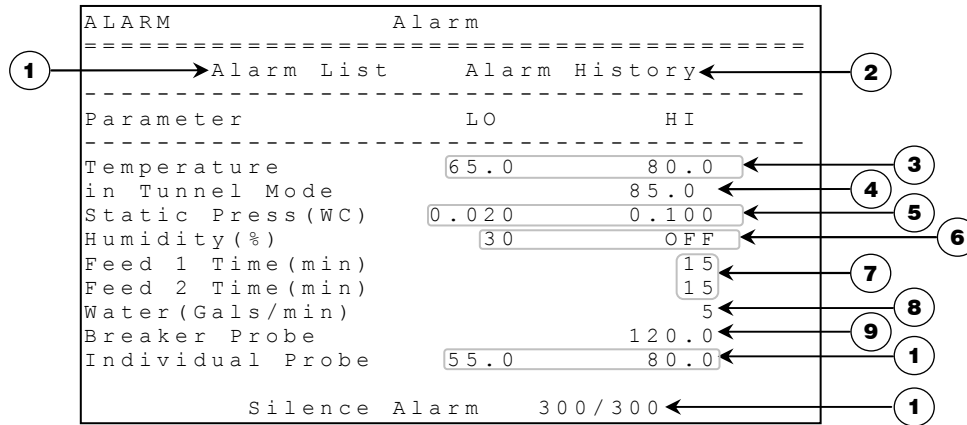 ALARM Alarm
========================================
1 Alarm List Alarm History 2
----------------------------------------
Parameter LO HI
----------------------------------------
Temperature 65.0 80.0 3
in Tunnel Mode 85.0 4
Static Press(WC) 0.020 0.100 5
Humidity(%) 30 OFF 6
Feed 1 Time(min) 15 7
Feed 2 Time(min) 15
Water(Gals/min) 5 8
Breaker Probe 120.0 9
Individual Probe 55.0 80.0 1
Silence Alarm 300/300 1